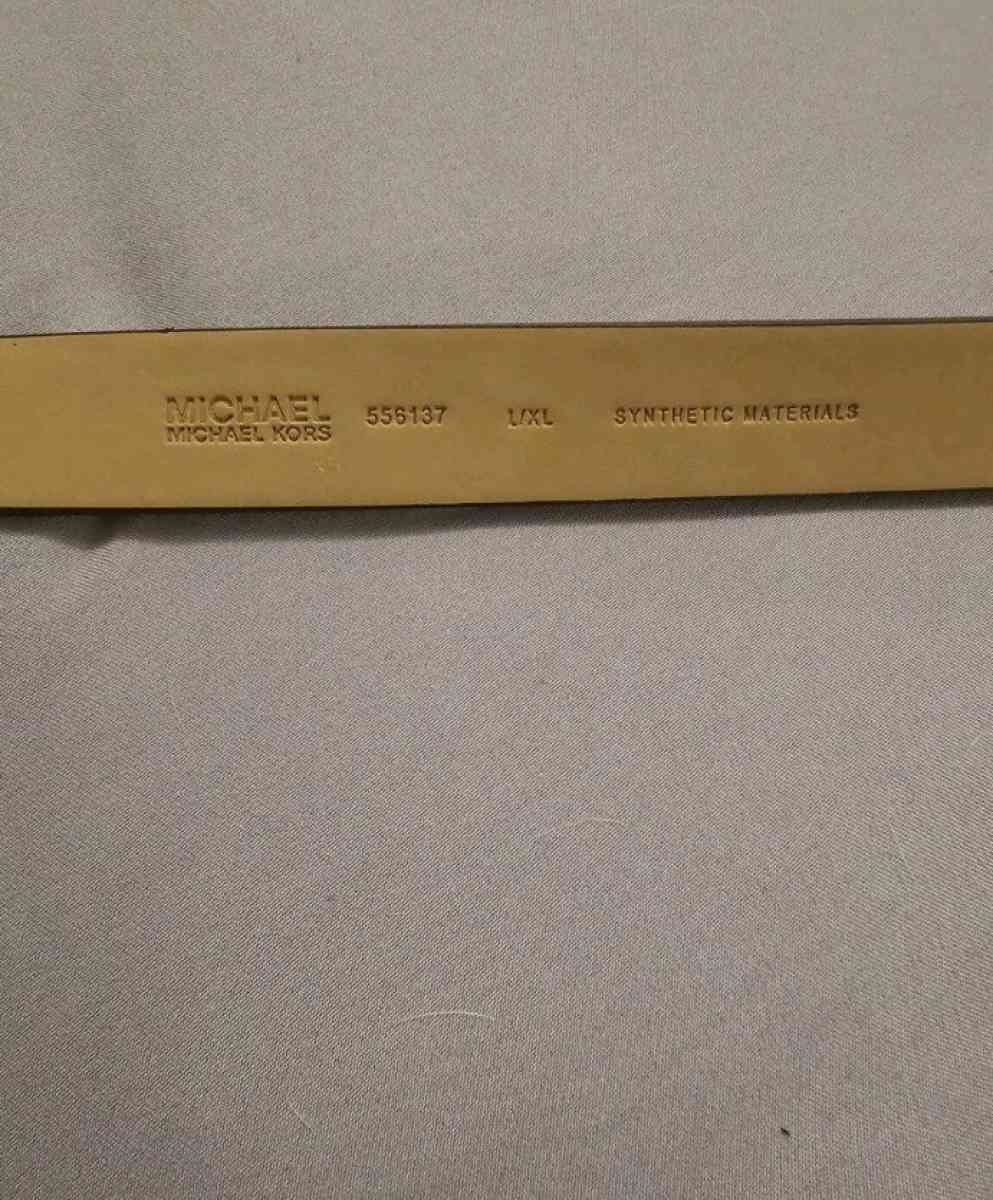 MICHAEL
MICHAEL KORS
556137 L/XL SYNTHETIC MATERIALS